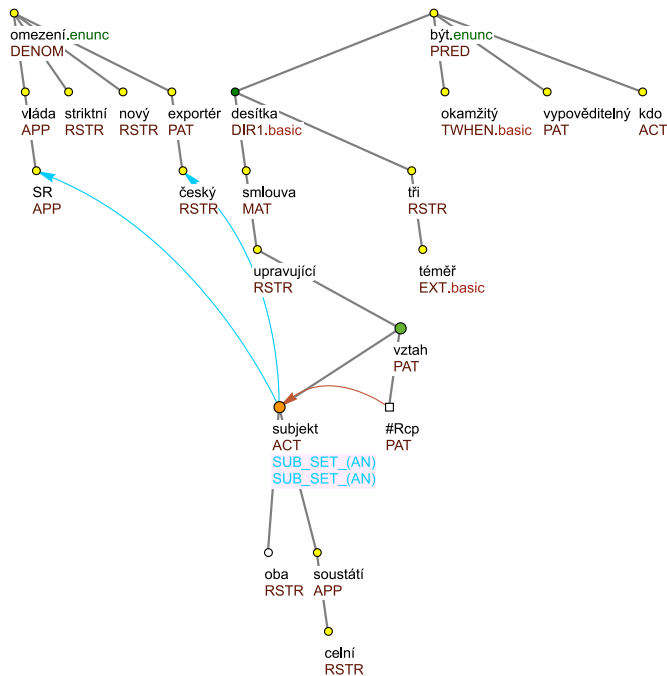 omezení.enunc
DENOM
být.enunc
PRED
vláda
APP
striktní
RSTR
nový
RSTR
exportér
PAT
desítka
DIR1.basic
okamžitý
TWHEN.basic
vypověditelný
PAT
kdo
ACT
SR
APP
český
RSTR
smlouva
MAT
tři
RSTR
upravující
RSTR
téměř
EXT.basic
vztah
PAT
subjekt
ACT
SUB_SET_(AN)
SUB_SET_(AN)
#Rcp
PAT
oba
RSTR
soustátí
APP
celní
RSTR